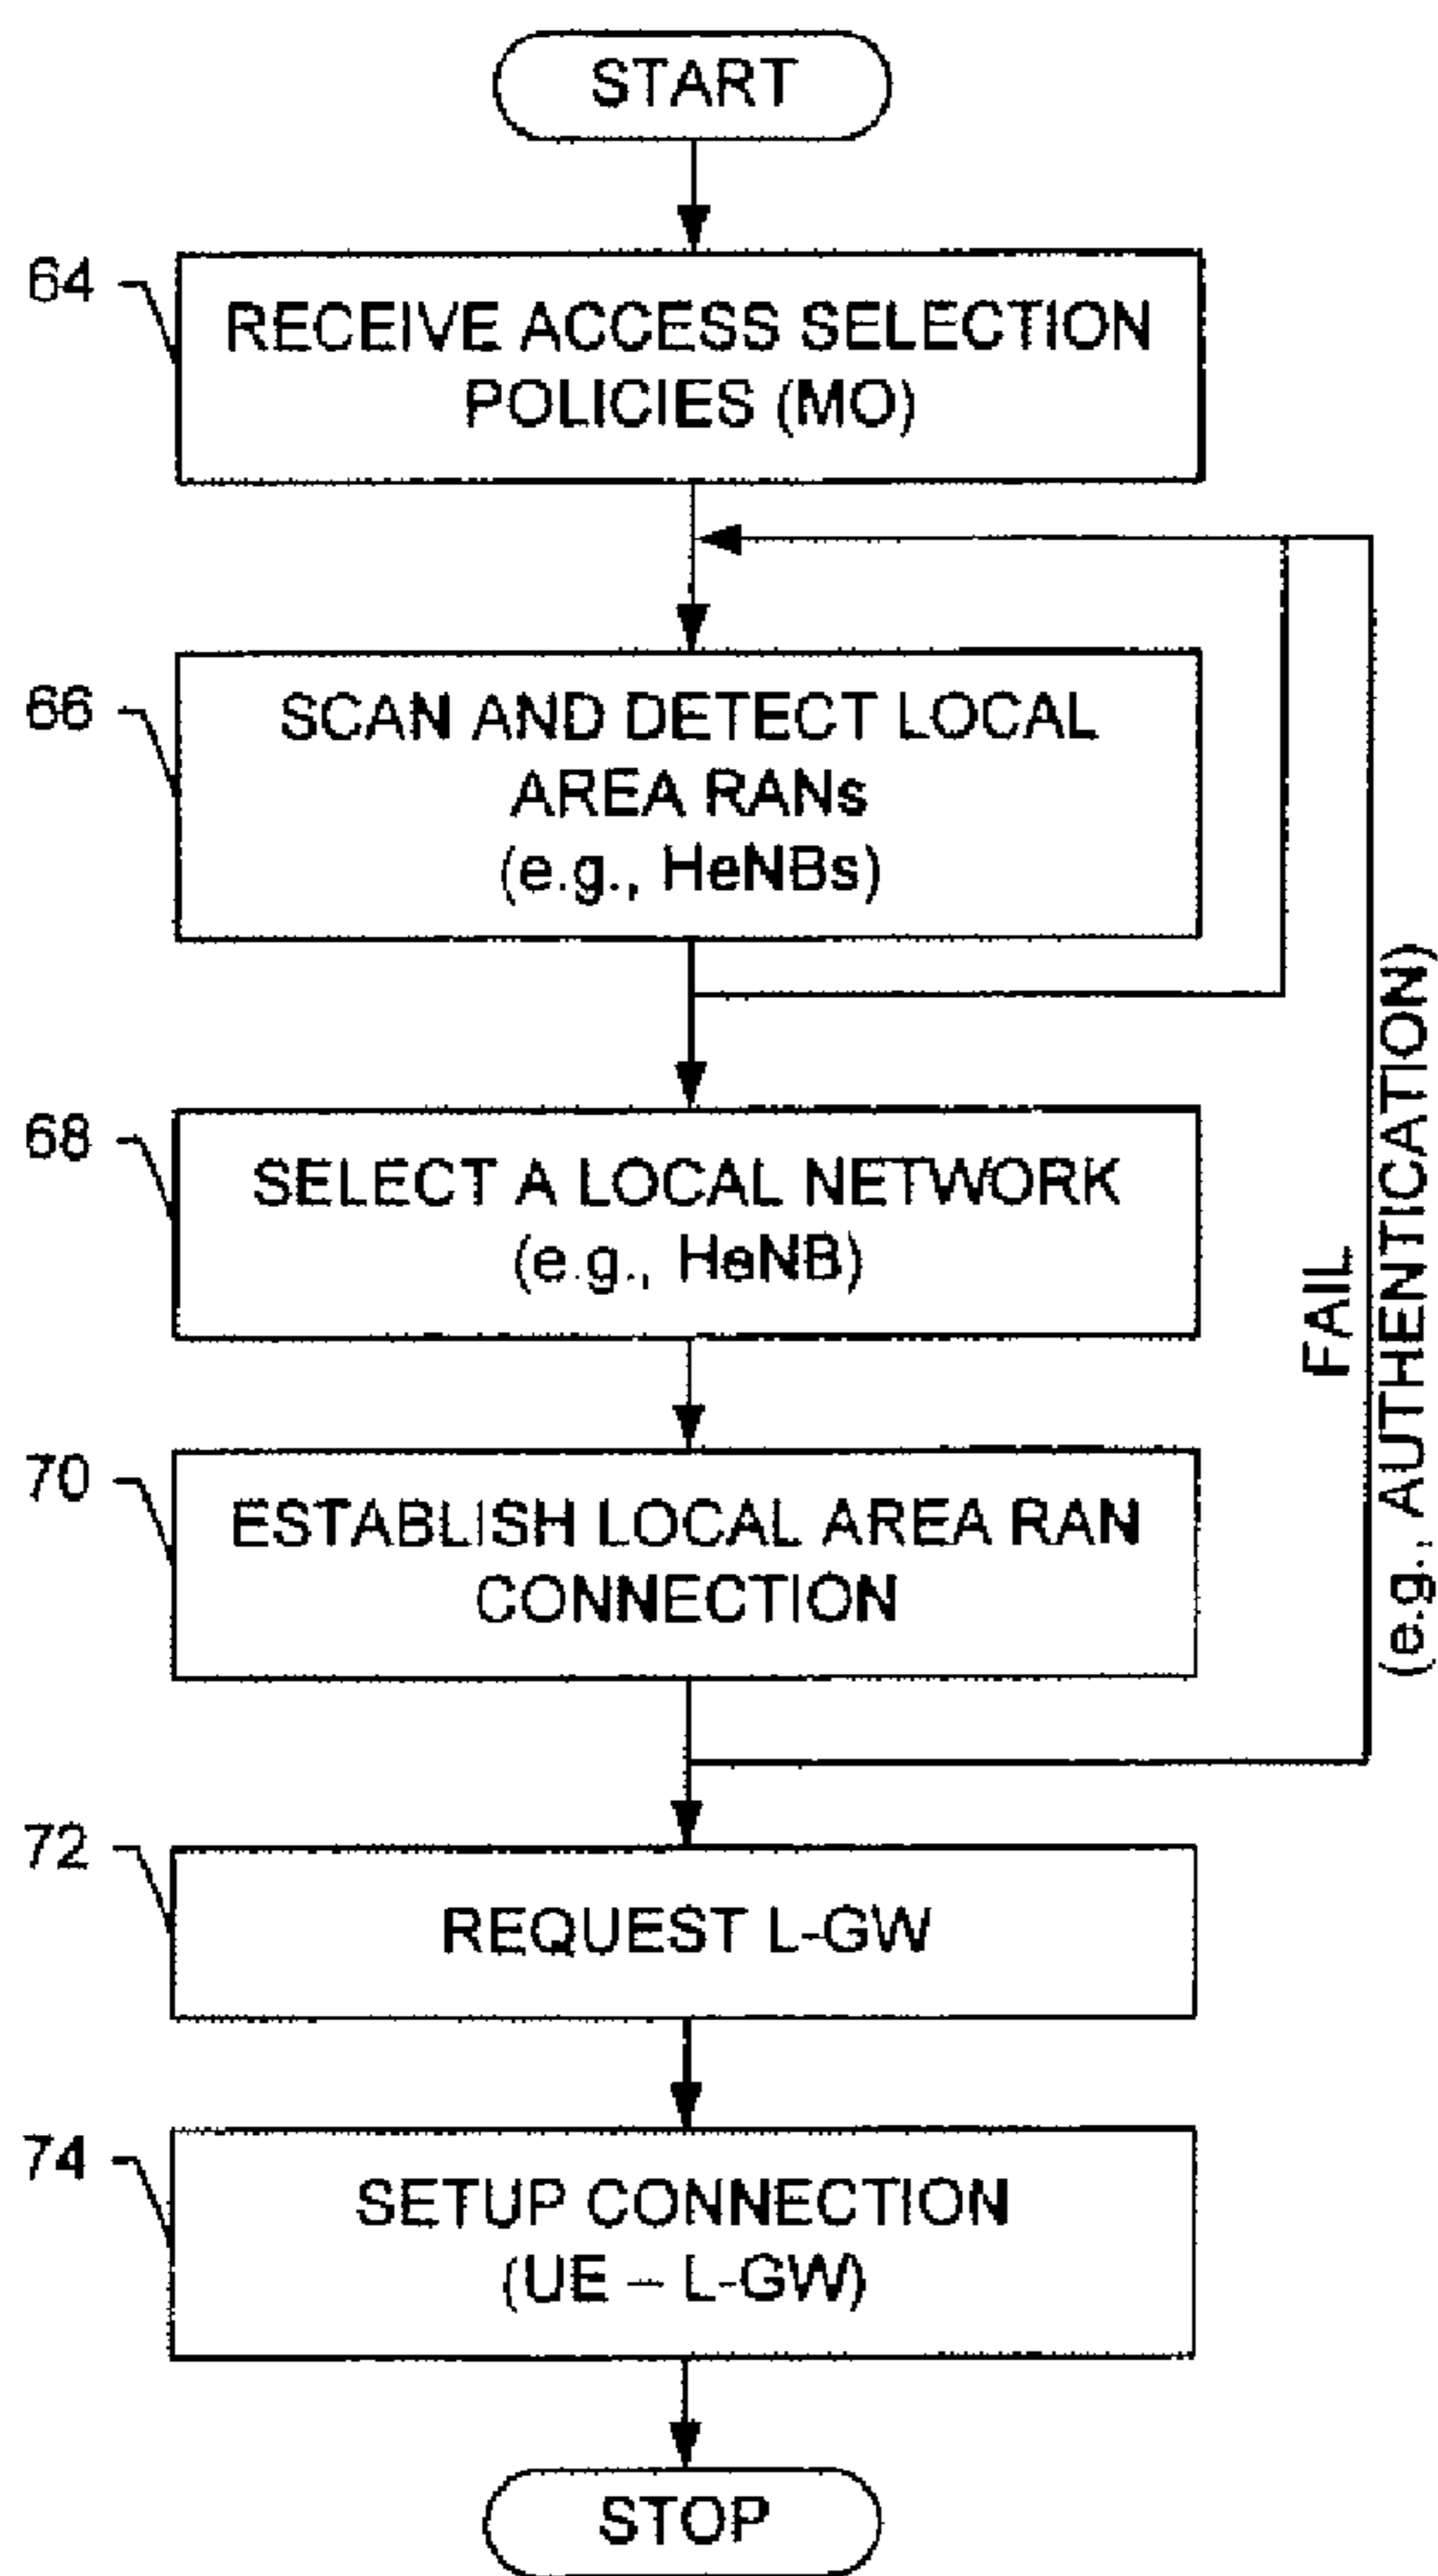 START
64
RECEIVE ACCESS SELECTION
POLICIES (MO)
66
SCAN AND DETECT LOCAL
AREA RANs
(e.g., HeNBs)
68
SELECT A LOCAL NETWORK
(e.g., HeNB)
FAIL
(e.g., AUTHENTICATION)
70
ESTABLISH LOCAL AREA RAN
CONNECTION
72
REQUEST L-GW
74
SETUP CONNECTION
(UE – L-GW)
STOP